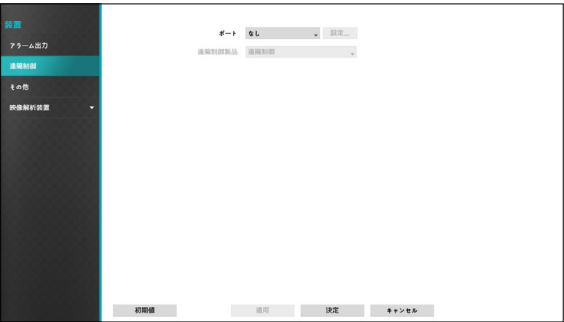 装置
アラーム出力
遠隔制御
その他
映像解析装置
ポート なし 設定...
遠隔制御製品 遠隔制御
初期値 適用 決定 キャンセル